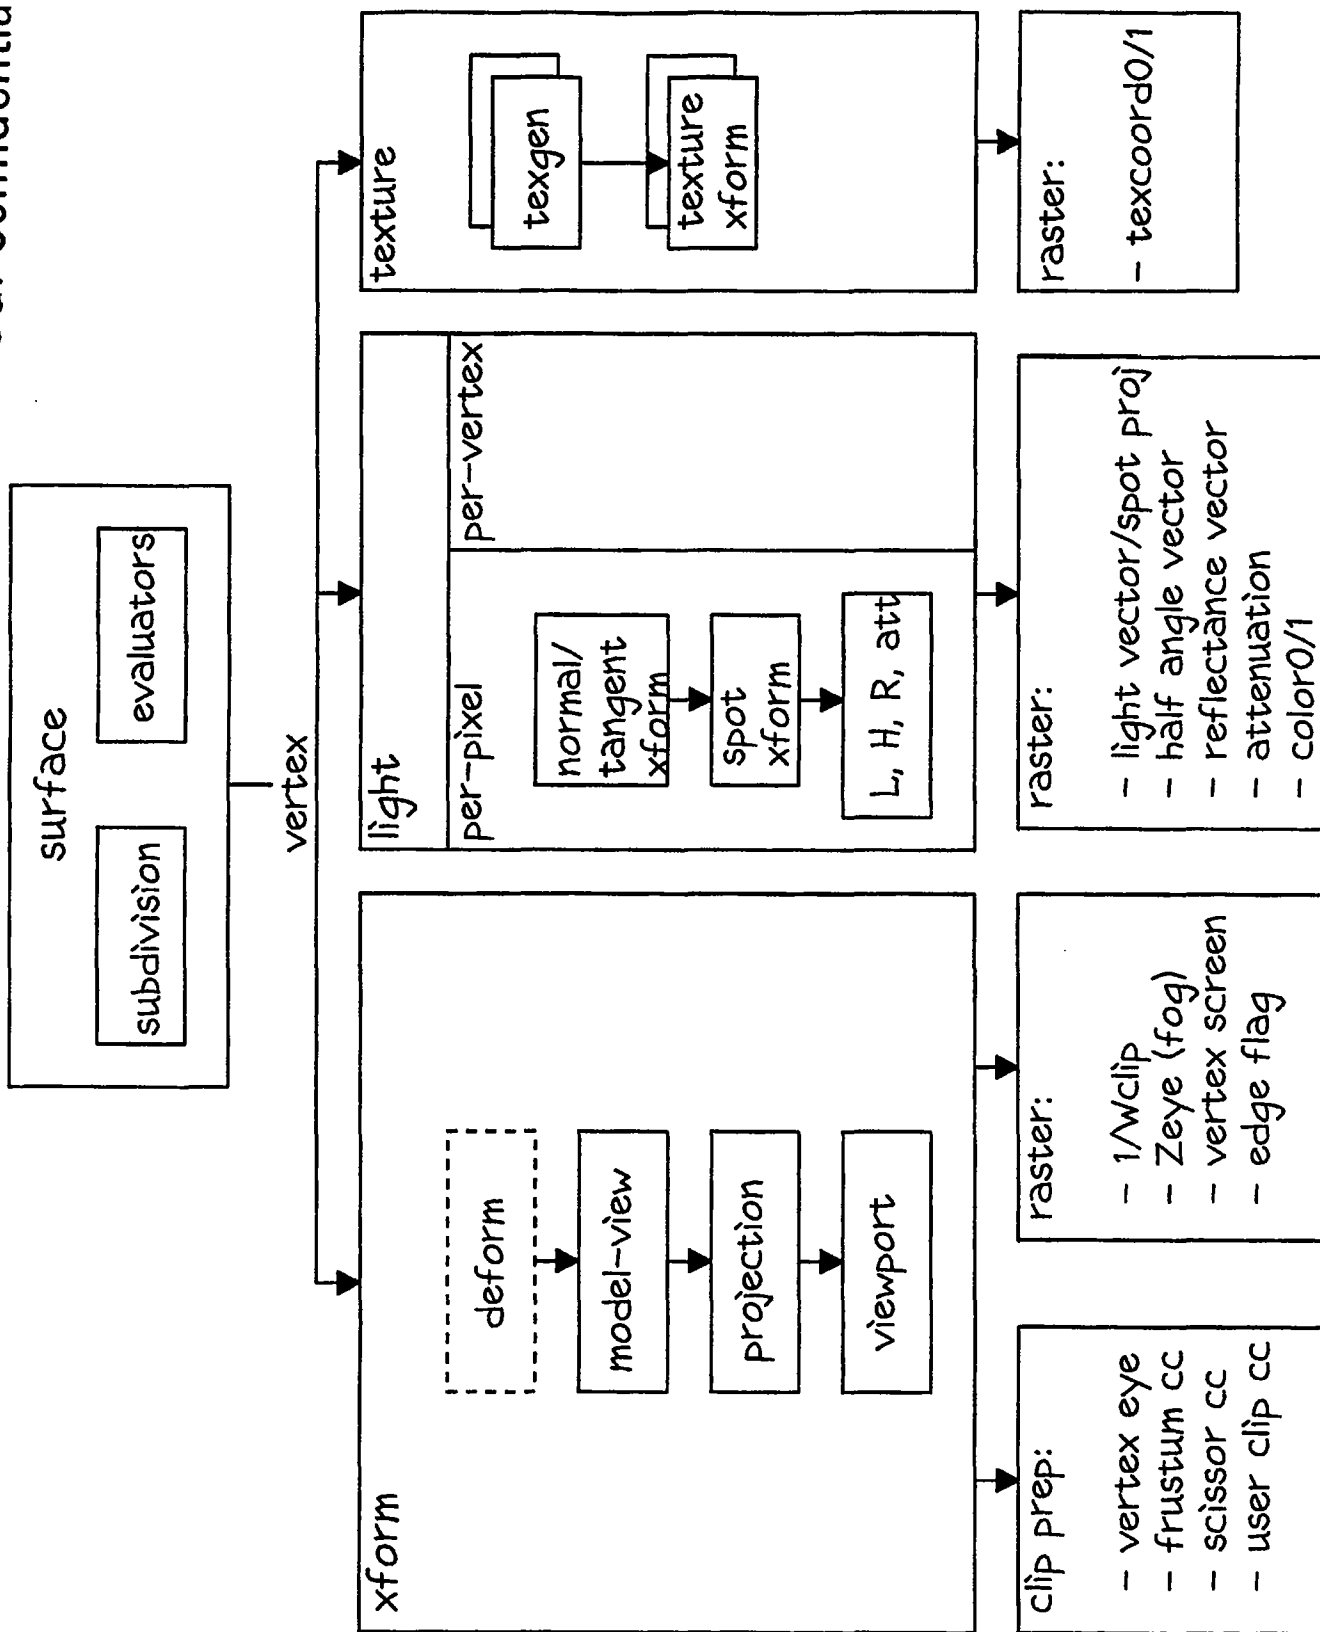 surface
subdivision
evaluators
vertex
xform
deform
model-view
projection
viewport
light
per-pixel
per-vertex
normal/
tangent
xform
spot
xform
L, H, R, att
texture
texgen
texture
xform
clip prep:
- vertex eye
- frustum cc
- scissor cc
- user clip cc
raster:
- 1/Wclip
- Zeye (fog)
- vertex screen
- edge flag
raster:
- light vector/spot proj
- half angle vector
- reflectance vector
- attenuation
- color0/1
raster:
- texcoord0/1